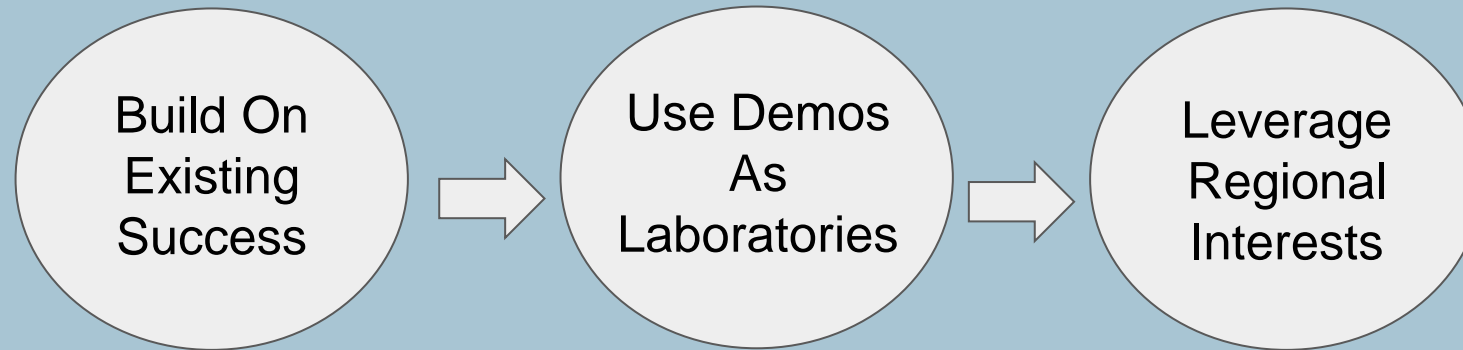 Build On
Existing
Success
Use Demos
As
Laboratories
Leverage
Regional
Interests